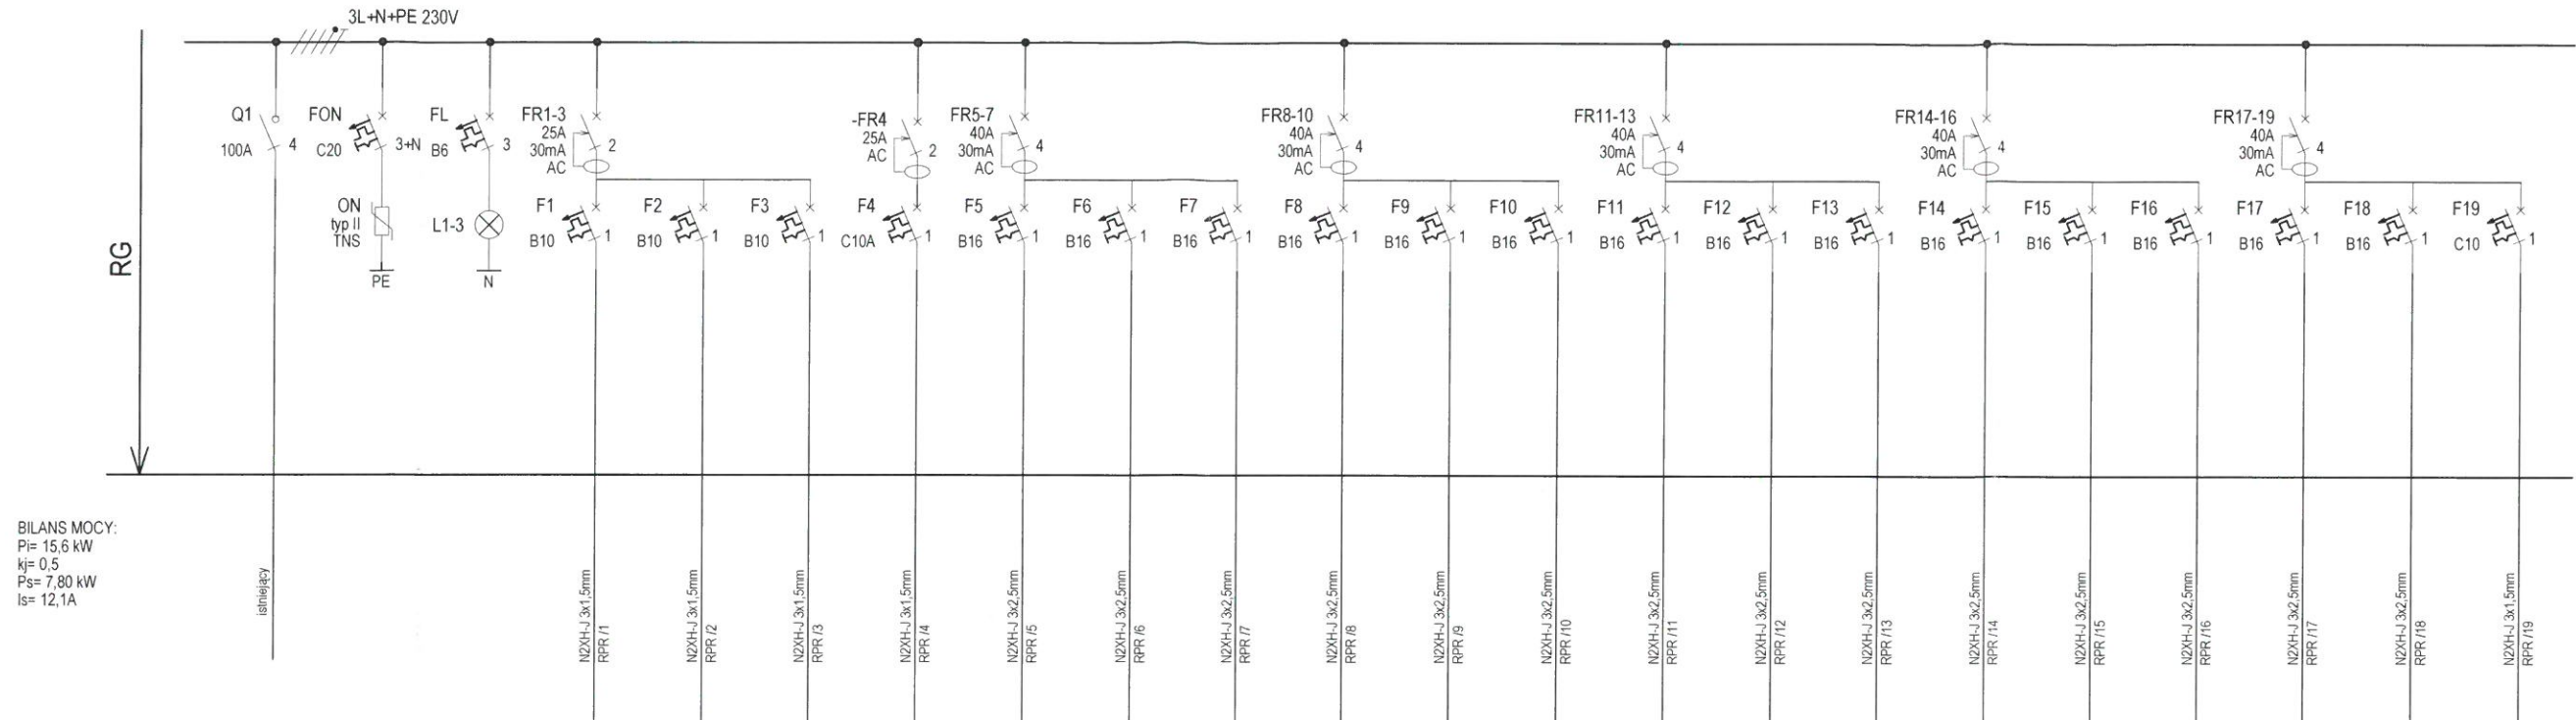 3L+N+PE 230V
RG
Q1
100A
4
FON
C20
3+N
ON
typ II
TNS
PE
FL
B6
3
L1-3
N
FR1-3
25A
30mA
AC
2
F1
B10
1
F2
B10
1
F3
B10
1
-FR4
25A
AC
2
F4
C10A
1
FR5-7
40A
30mA
AC
4
F5
B16
1
F6
B16
1
F7
B16
1
FR8-10
40A
30mA
AC
4
F8
B16
1
F9
B16
1
F10
B16
1
FR11-13
40A
30mA
AC
4
F11
B16
1
F12
B16
1
F13
B16
1
FR14-16
40A
30mA
AC
4
F14
B16
1
F15
B16
1
F16
B16
1
FR17-19
40A
30mA
AC
4
F17
B16
1
F18
B16
1
F19
C10
1
BILANS MOCY:
Pi= 15,6 kW
kj= 0,5
Ps= 7,80 kW
Is= 12,1A
istniejący
N2XH-J 3x1,5mm
RPR /1
N2XH-J 3x1,5mm
RPR /2
N2XH-J 3x1,5mm
RPR /3
N2XH-J 3x1,5mm
RPR /4
N2XH-J 3x2,5mm
RPR /5
N2XH-J 3x2,5mm
RPR /6
N2XH-J 3x2,5mm
RPR /7
N2XH-J 3x2,5mm
RPR /8
N2XH-J 3x2,5mm
RPR /9
N2XH-J 3x2,5mm
RPR /10
N2XH-J 3x2,5mm
RPR /11
N2XH-J 3x2,5mm
RPR /12
N2XH-J 3x2,5mm
RPR /13
N2XH-J 3x2,5mm
RPR /14
N2XH-J 3x2,5mm
RPR /15
N2XH-J 3x2,5mm
RPR /16
N2XH-J 3x2,5mm
RPR /17
N2XH-J 3x2,5mm
RPR /18
N2XH-J 3x1,5mm
RPR /19